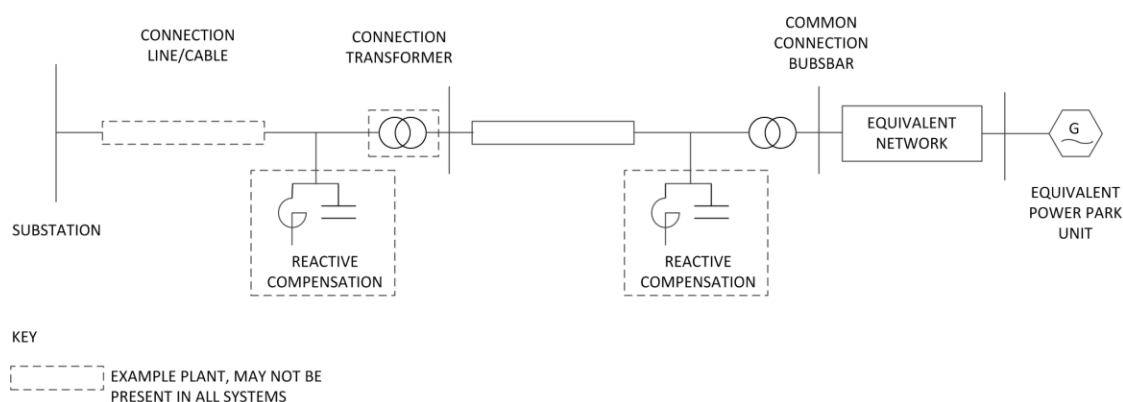 CONNECTION
LINE/CABLE
CONNECTION
TRANSFORMER
COMMON
CONNECTION
BUBSBAR
EQUIVALENT
NETWORK
G
SUBSTATION
REACTIVE
COMPENSATION
REACTIVE
COMPENSATION
EQUIVALENT
POWER PARK
UNIT
KEY
EXAMPLE PLANT, MAY NOT BE
PRESENT IN ALL SYSTEMS